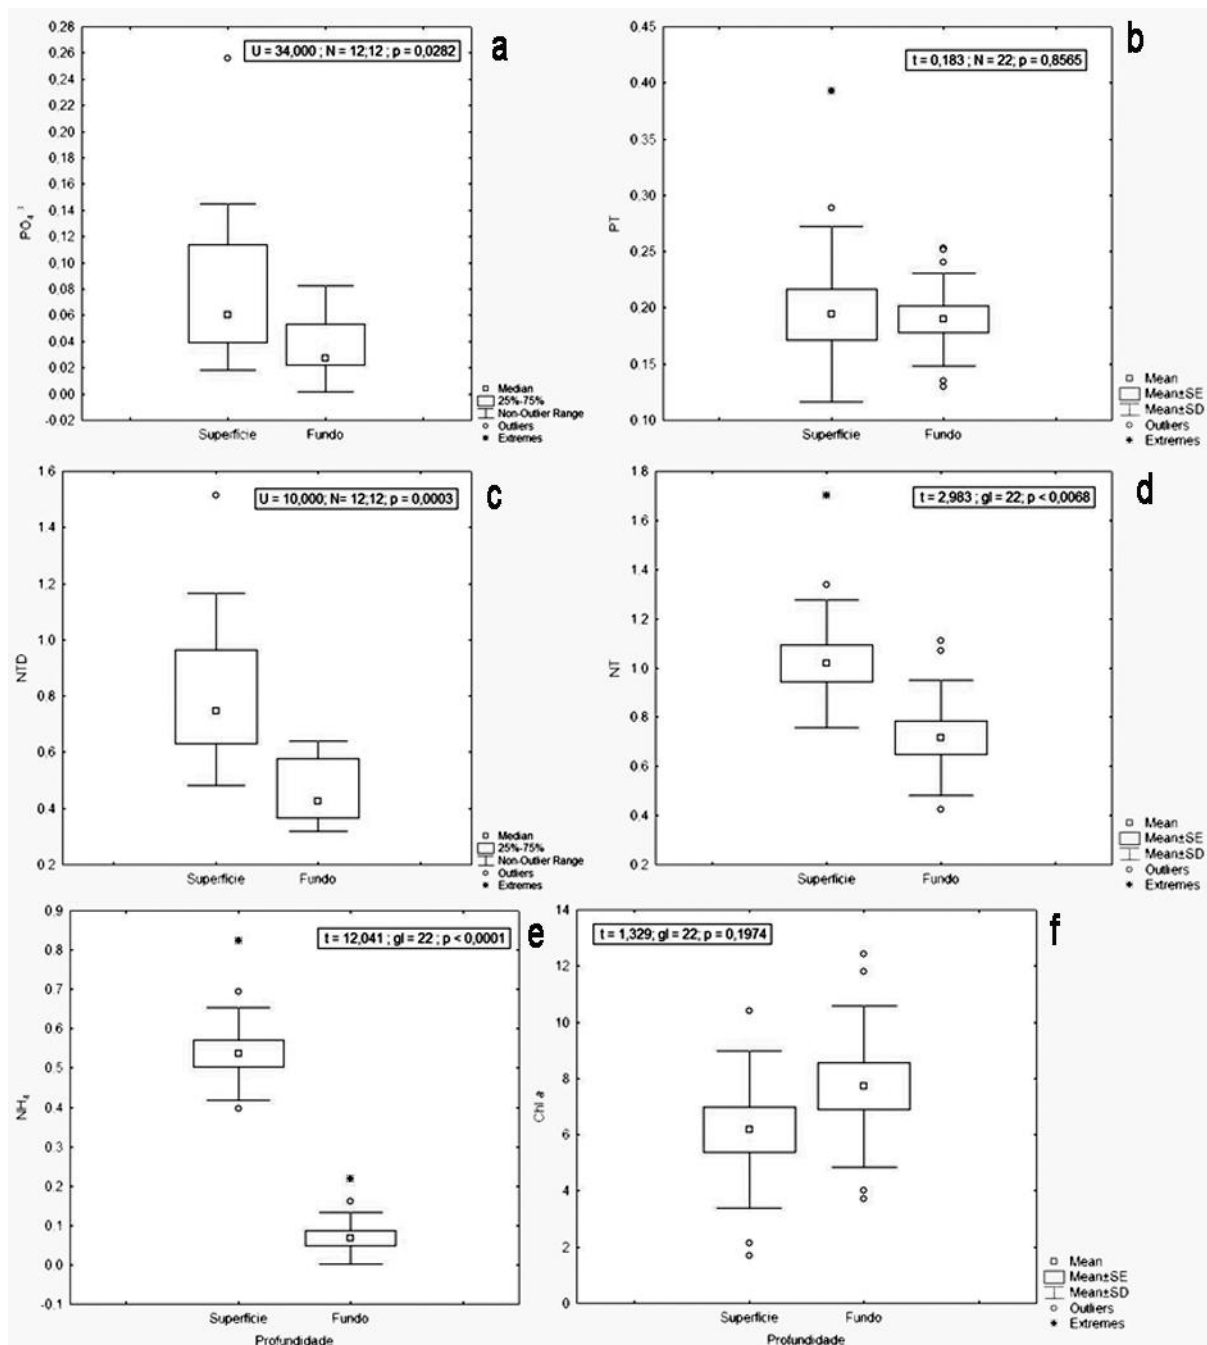 a
U = 34,000 ; N = 12;12 ; p = 0,0282
0.28
0.26
0.24
0.22
0.20
0.18
0.16
0.14
0.12
0.10
0.08
0.06
0.04
0.02
0.00
-0.02
PO4
Superfície Fundo
Median
25%-75%
Non-Outlier Range
Outliers
Extremes
b
t = 0,183 ; N = 22; p = 0,8565
0.45
0.40
0.35
0.30
0.25
0.20
0.15
0.10
PT
Superfície Fundo
Mean
Mean±SE
Mean±SD
Outliers
Extremes
c
U = 10,000; N= 12;12; p = 0,0003
1.6
1.4
1.2
1.0
0.8
0.6
0.4
0.2
NTD
Superfície Fundo
Median
25%-75%
Non-Outlier Range
Outliers
Extremes
d
t = 2,983 ; gl = 22; p < 0,0068
1.8
1.6
1.4
1.2
1.0
0.8
0.6
0.4
0.2
NT
Superfície Fundo
Mean
Mean±SE
Mean±SD
Outliers
Extremes
e
t = 12,041 ; gl = 22 ; p < 0,0001
0.9
0.8
0.7
0.6
0.5
0.4
0.3
0.2
0.1
0.0
-0.1
NH4
Superfície Fundo
Profundidade
f
t = 1,329; gl = 22; p = 0,1974
14
12
10
8
6
4
2
0
Chl a
Superfície Fundo
Profundidade
Mean
Mean±SE
Mean±SD
Outliers
Extremes